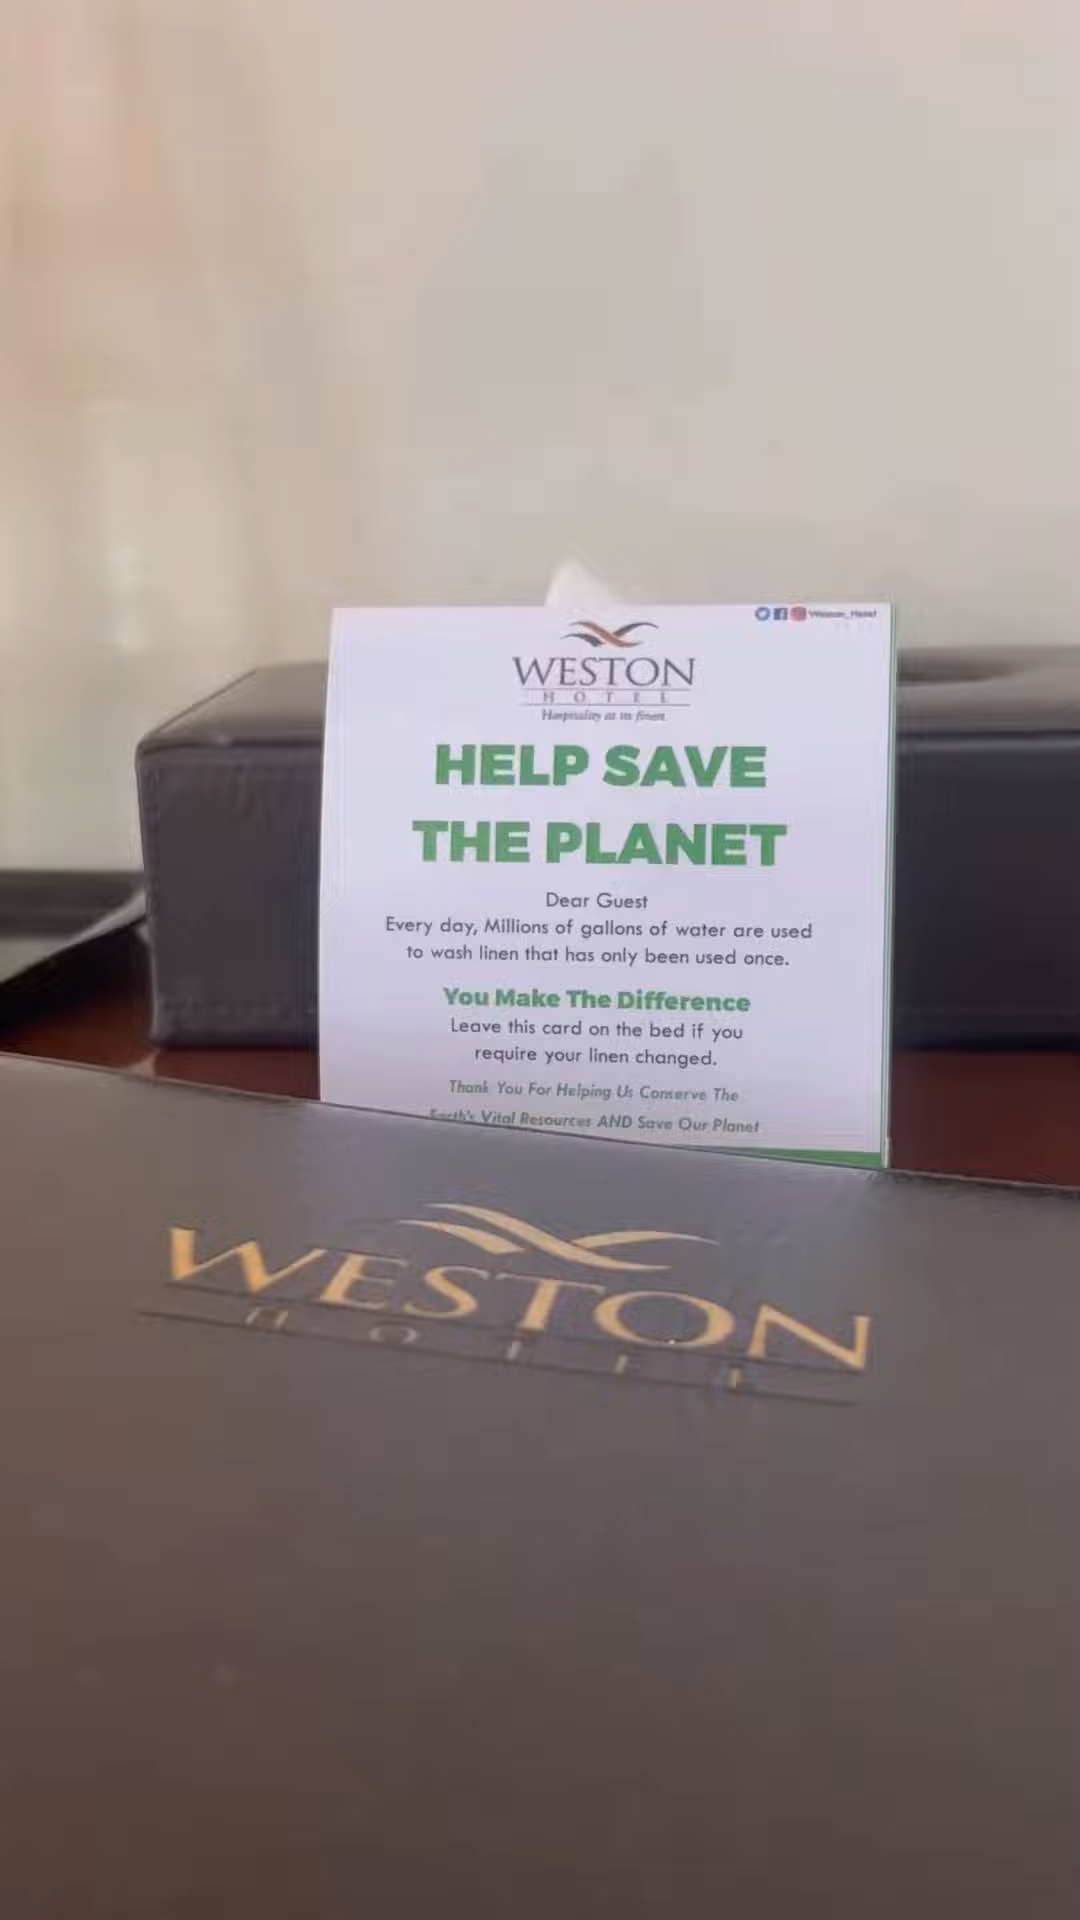 Weston_Hotel
WESTON
HOTEL
Hospitality at its finest
HELP SAVE
THE PLANET
Dear Guest
Every day, Millions of gallons of water are used
to wash linen that has only been used once.
You Make The Difference
Leave this card on the bed if you
require your linen changed.
Thank You For Helping Us Conserve The
Earth's Vital Resources AND Save Our Planet
WESTON
HOTEL